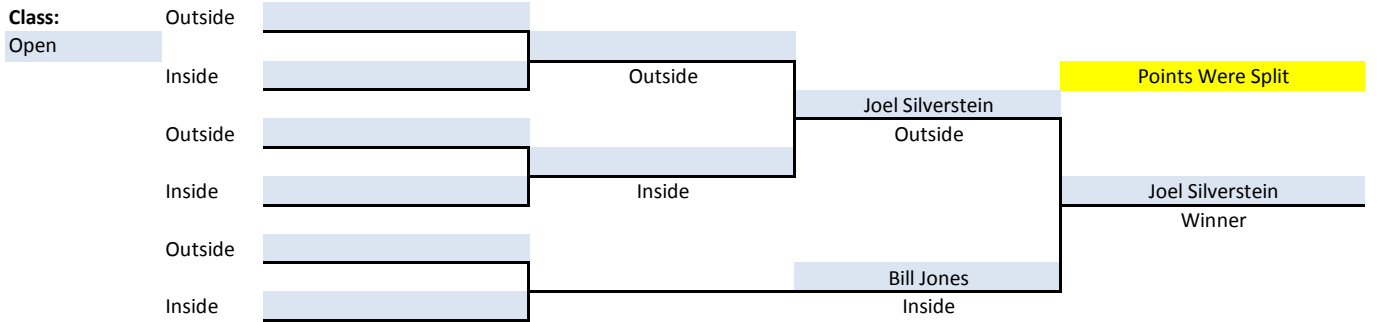 Class: Outside
Open
Inside Outside Points Were Split
Joel Silverstein
Outside Outside
Inside Inside Joel Silverstein
Winner
Outside
Bill Jones
Inside Inside